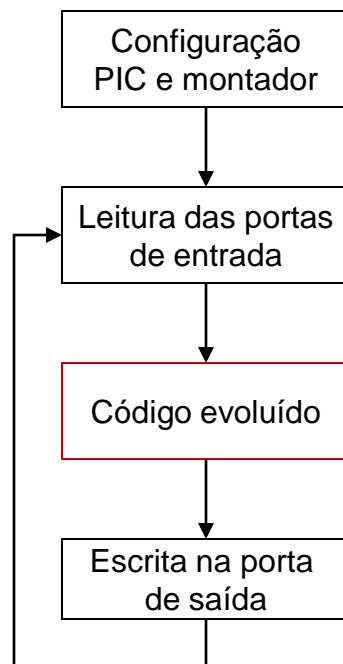 Configuração
PIC e montador
Leitura das portas
de entrada
Código evoluído
Escrita na porta
de saída